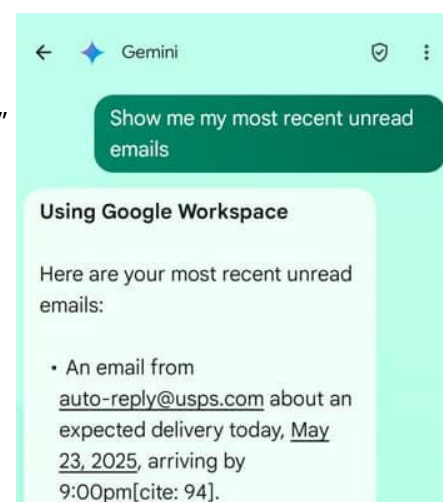 Gemini
"
Show me my most recent unread
emails
Using Google Workspace
Here are your most recent unread
emails:
• An email from
auto-reply@usps.com about an
expected delivery today, May
23, 2025, arriving by
9:00pm[cite: 94].